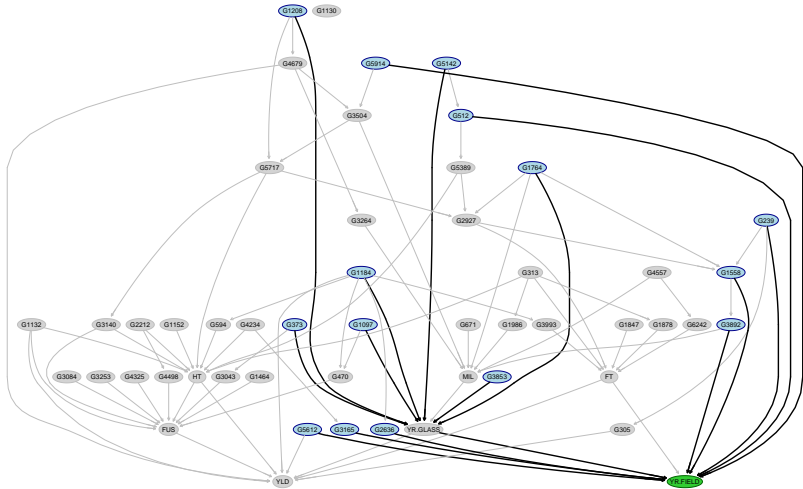 G1208 G1130
G4679 G5914 G5142
G3504 G512
G5717 G5389 G1764
G3264 G2927 G239
G1184 G313 G4557 G1558
G1132 G3140 G2212 G1152 G594 G4234 G373 G1097 G671 G1986 G3993 G1847 G1878 G6242 G3892
G3084 G3253 G4325 G4498 HT G3043 G1464 G470 MIL G3853 FT
FUS G5612 G3165 G2636 YR.GLASS G305
YLD YR.FIELD